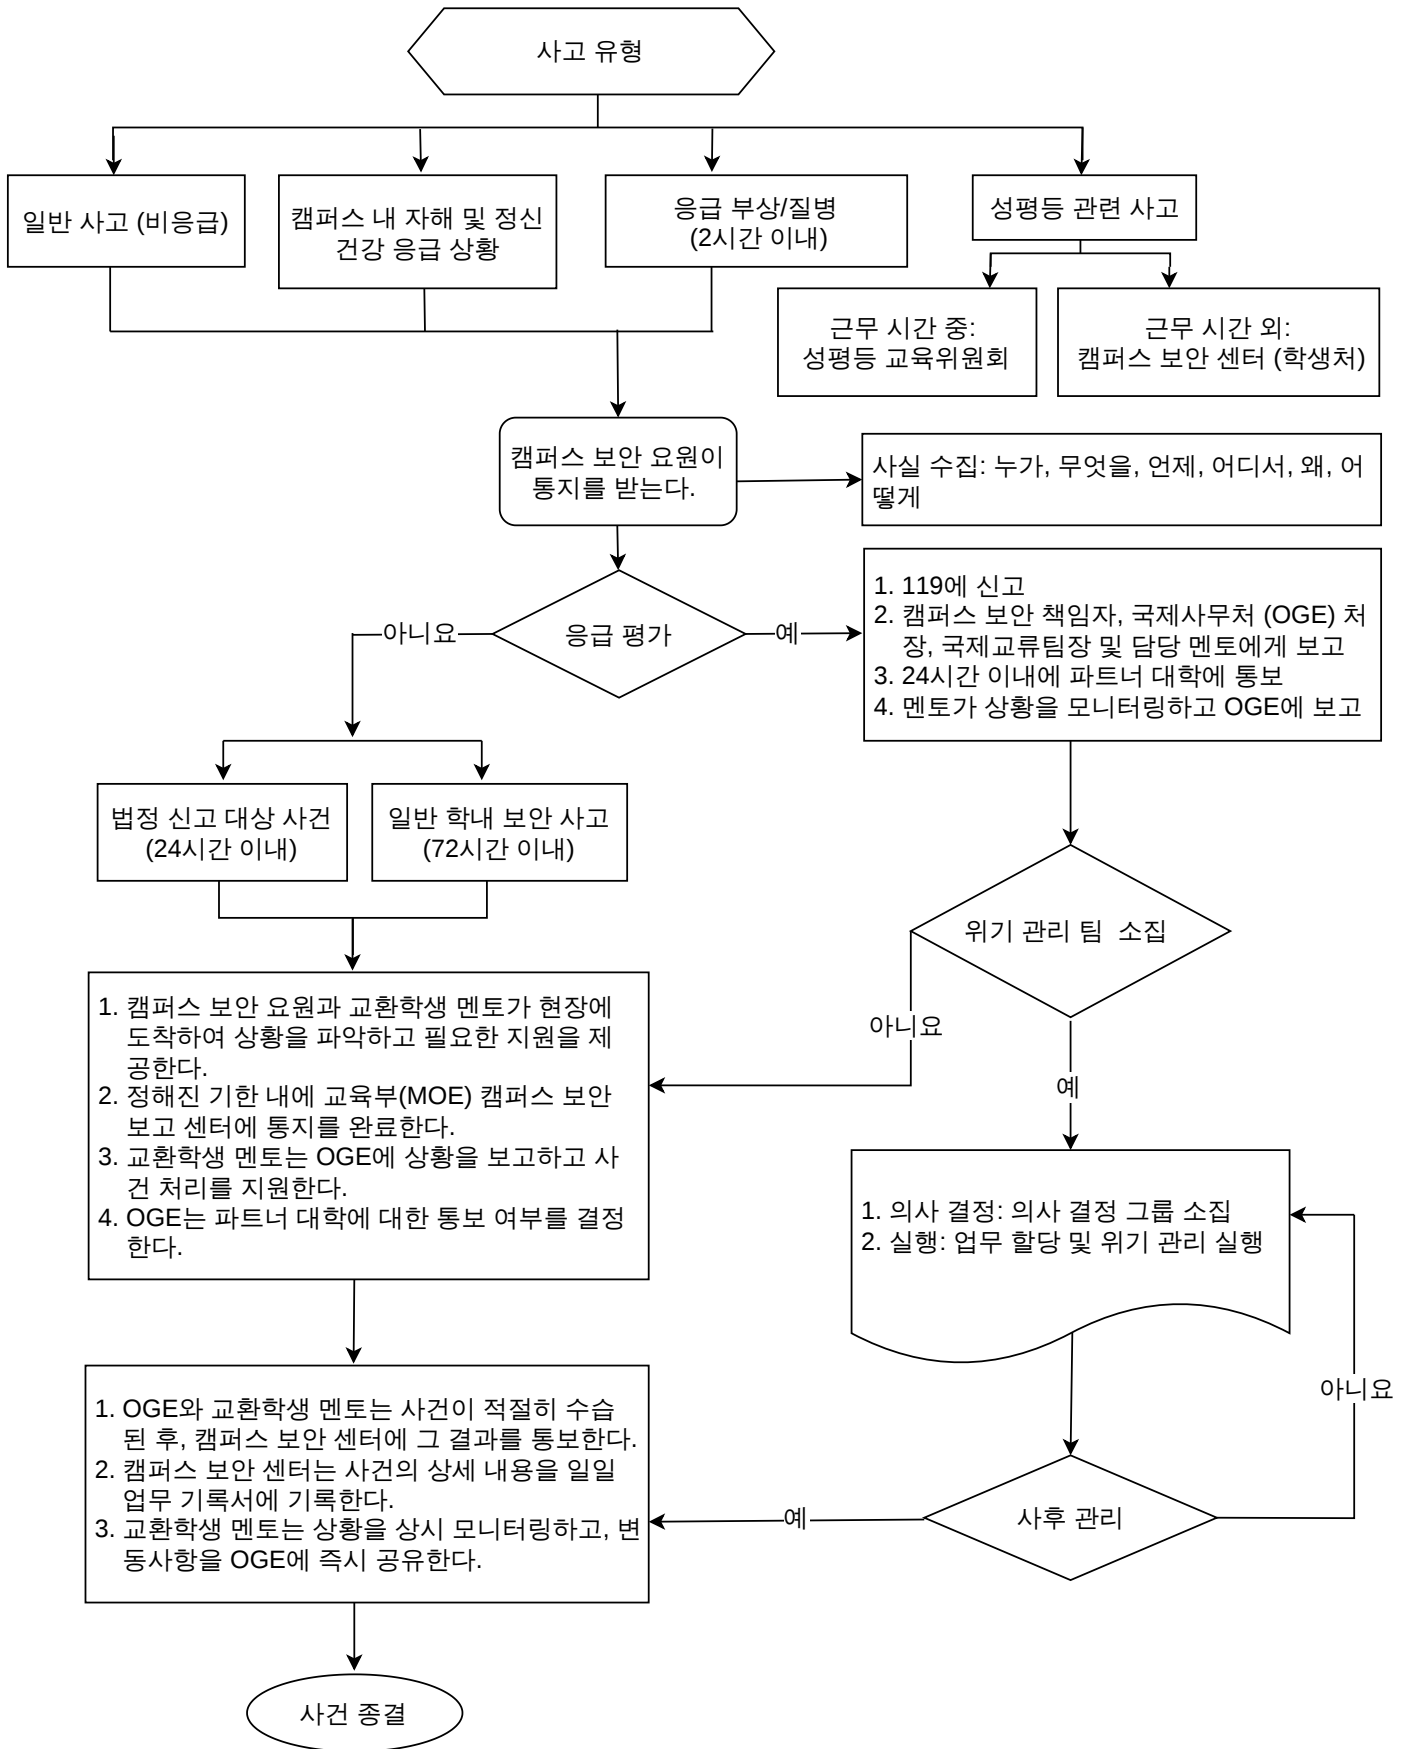 사고 유형
일반 사고 (비응급)
캠퍼스 내 자해 및 정신
건강 응급 상황
응급 부상/질병
(2시간 이내)
성평등 관련 사고
근무 시간 중:
성평등 교육위원회
근무 시간 외:
캠퍼스 보안 센터 (학생처)
캠퍼스 보안 요원이
통지를 받는다.
사실 수집: 누가, 무엇을, 언제, 어디서, 왜, 어
떻게
응급 평가
아니요
예
1. 119에 신고
2. 캠퍼스 보안 책임자, 국제사무처 (OGE) 처
장, 국제교류팀장 및 담당 멘토에게 보고
3. 24시간 이내에 파트너 대학에 통보
4. 멘토가 상황을 모니터링하고 OGE에 보고
법정 신고 대상 사건
(24시간 이내)
일반 학내 보안 사고
(72시간 이내)
위기 관리 팀  소집
아니요
예
1. 캠퍼스 보안 요원과 교환학생 멘토가 현장에
도착하여 상황을 파악하고 필요한 지원을 제
공한다.
2. 정해진 기한 내에 교육부(MOE) 캠퍼스 보안
보고 센터에 통지를 완료한다.
3. 교환학생 멘토는 OGE에 상황을 보고하고 사
건 처리를 지원한다.
4. OGE는 파트너 대학에 대한 통보 여부를 결정
한다.
1. 의사 결정: 의사 결정 그룹 소집
2. 실행: 업무 할당 및 위기 관리 실행
아니요
1. OGE와 교환학생 멘토는 사건이 적절히 수습
된 후, 캠퍼스 보안 센터에 그 결과를 통보한다.
2. 캠퍼스 보안 센터는 사건의 상세 내용을 일일
업무 기록서에 기록한다.
3. 교환학생 멘토는 상황을 상시 모니터링하고, 변
동사항을 OGE에 즉시 공유한다.
예
사후 관리
사건 종결